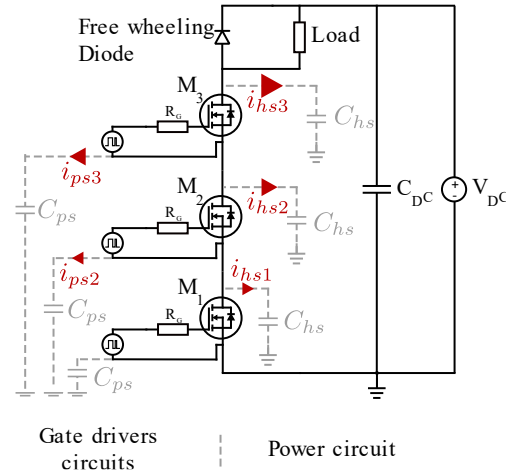 Free wheeling
Diode
Load
M3
ihs3
Chs
RG
ips3
Cps
M2
ihs2
Chs
RG
CDC
VDC
ips2
Cps
M1
ihs1
Chs
RG
Cps
Gate drivers
circuits
Power circuit